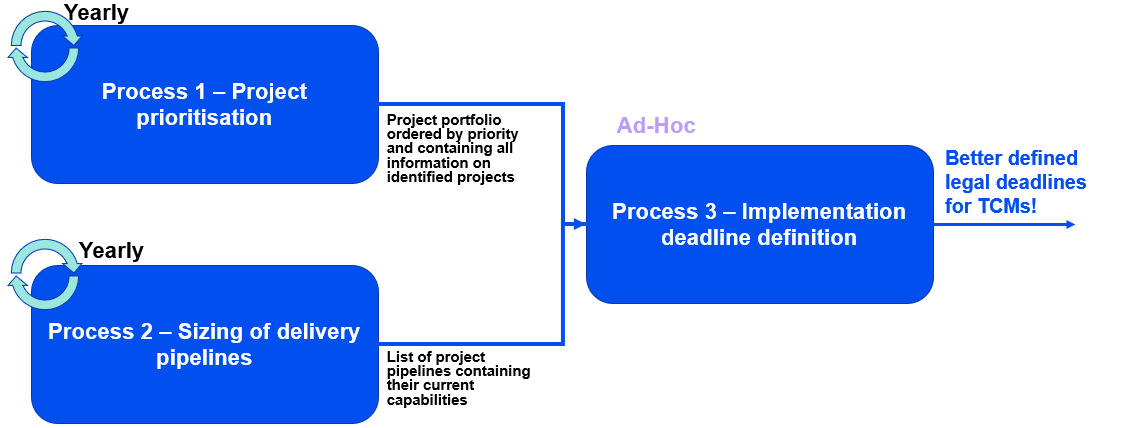 Yearly
Process 1 – Project
prioritisation
Project portfolio
ordered by priority
and containing all
information on
identified projects
Yearly
Process 2 – Sizing of delivery
pipelines
List of project
pipelines containing
their current
capabilities
Ad-Hoc
Process 3 – Implementation
deadline definition
Better defined
legal deadlines
for TCMs!